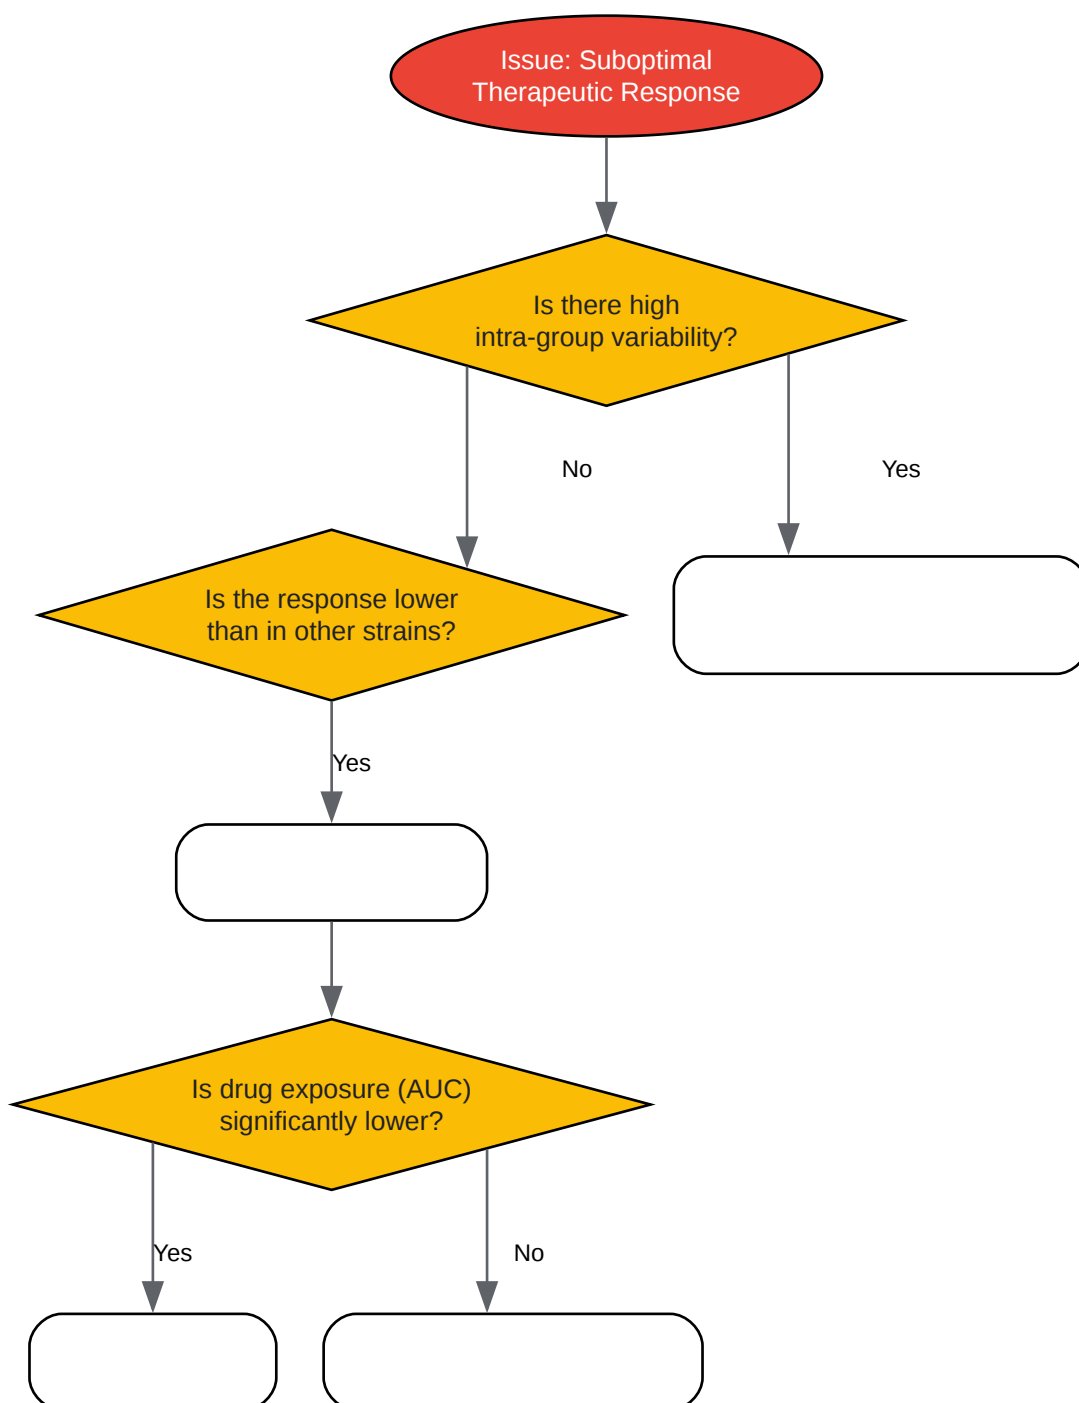 Issue: Suboptimal
Therapeutic Response
Is there high
intra-group variability?
No
Yes
Is the response lower
than in other strains?
Yes
Is drug exposure (AUC)
significantly lower?
Yes
No